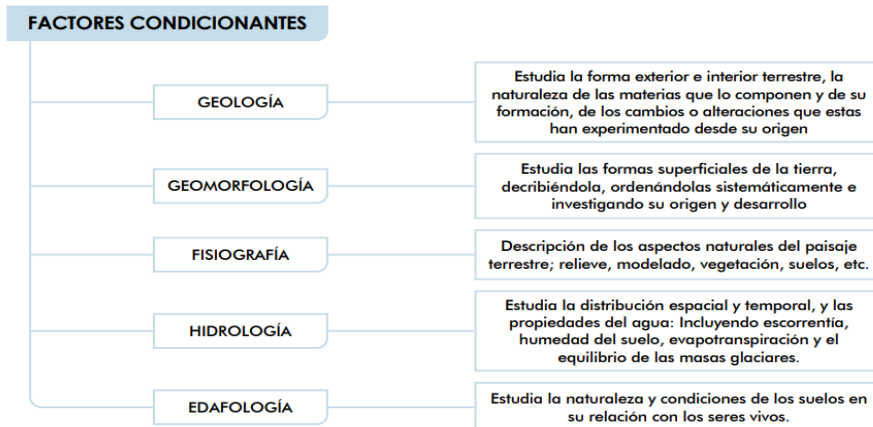 FACTORES CONDICIONANTES
GEOLOGÍA
Estudia la forma exterior e interior terrestre, la
naturaleza de las materias que lo componen y de su
formación, de los cambios o alteraciones que estas
han experimentado desde su origen
GEOMORFOLOGÍA
Estudia las formas superficiales de la tierra,
decribiéndola, ordenándolas sistemáticamente e
investigando su origen y desarrollo
FISIOGRAFÍA
Descripción de los aspectos naturales del paisaje
terrestre; relieve, modelado, vegetación, suelos, etc.
HIDROLOGÍA
Estudia la distribución espacial y temporal, y las
propiedades del agua: Incluyendo escorrentía,
humedad del suelo, evapotranspiración y el
equilibrio de las masas glaciares.
EDAFOLOGÍA
Estudia la naturaleza y condiciones de los suelos en
su relación con los seres vivos.